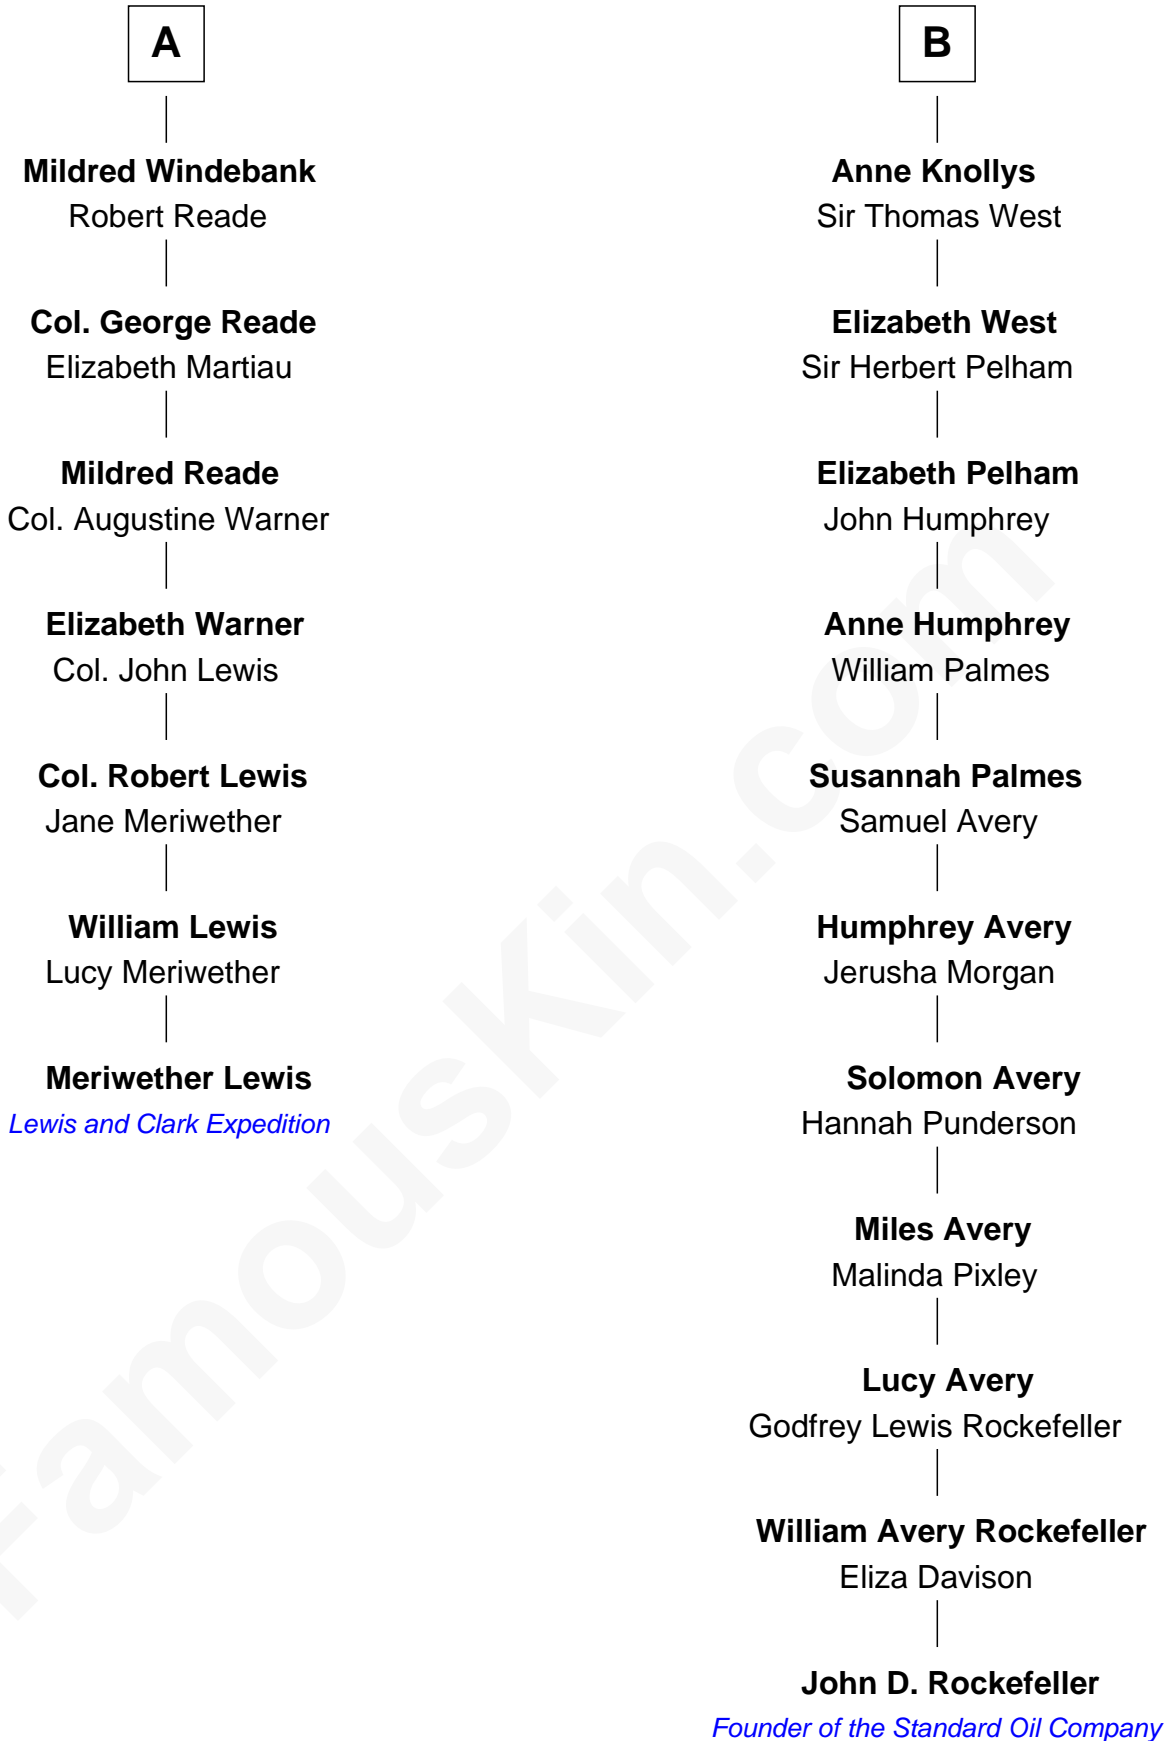 A
Mildred Windebank
Robert Reade
Col. George Reade
Elizabeth Martiau
Mildred Reade
Col. Augustine Warner
Elizabeth Warner
Col. John Lewis
Col. Robert Lewis
Jane Meriwether
William Lewis
Lucy Meriwether
Meriwether Lewis
Lewis and Clark Expedition
B
Anne Knollys
Sir Thomas West
Elizabeth West
Sir Herbert Pelham
Elizabeth Pelham
John Humphrey
Anne Humphrey
William Palmes
Susannah Palmes
Samuel Avery
Humphrey Avery
Jerusha Morgan
Solomon Avery
Hannah Punderson
Miles Avery
Malinda Pixley
Lucy Avery
Godfrey Lewis Rockefeller
William Avery Rockefeller
Eliza Davison
John D. Rockefeller
Founder of the Standard Oil Company
FamousKin.com